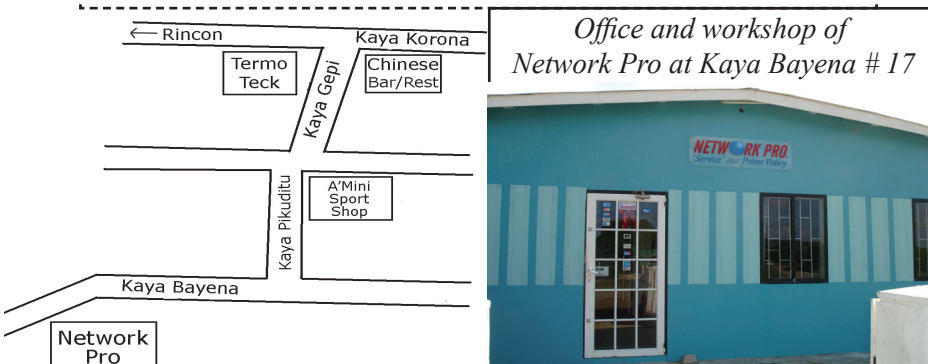 ← Rincon
Kaya Korona
Termo
Teck
Kaya Gepi
Chinese
Bar/Rest
Kaya Pikuditu
A'Mini
Sport
Shop
Kaya Bayena
Network
Pro
Office and workshop of
Network Pro at Kaya Bayena # 17
NETWORK PRO.
"Service" our Prime Policy